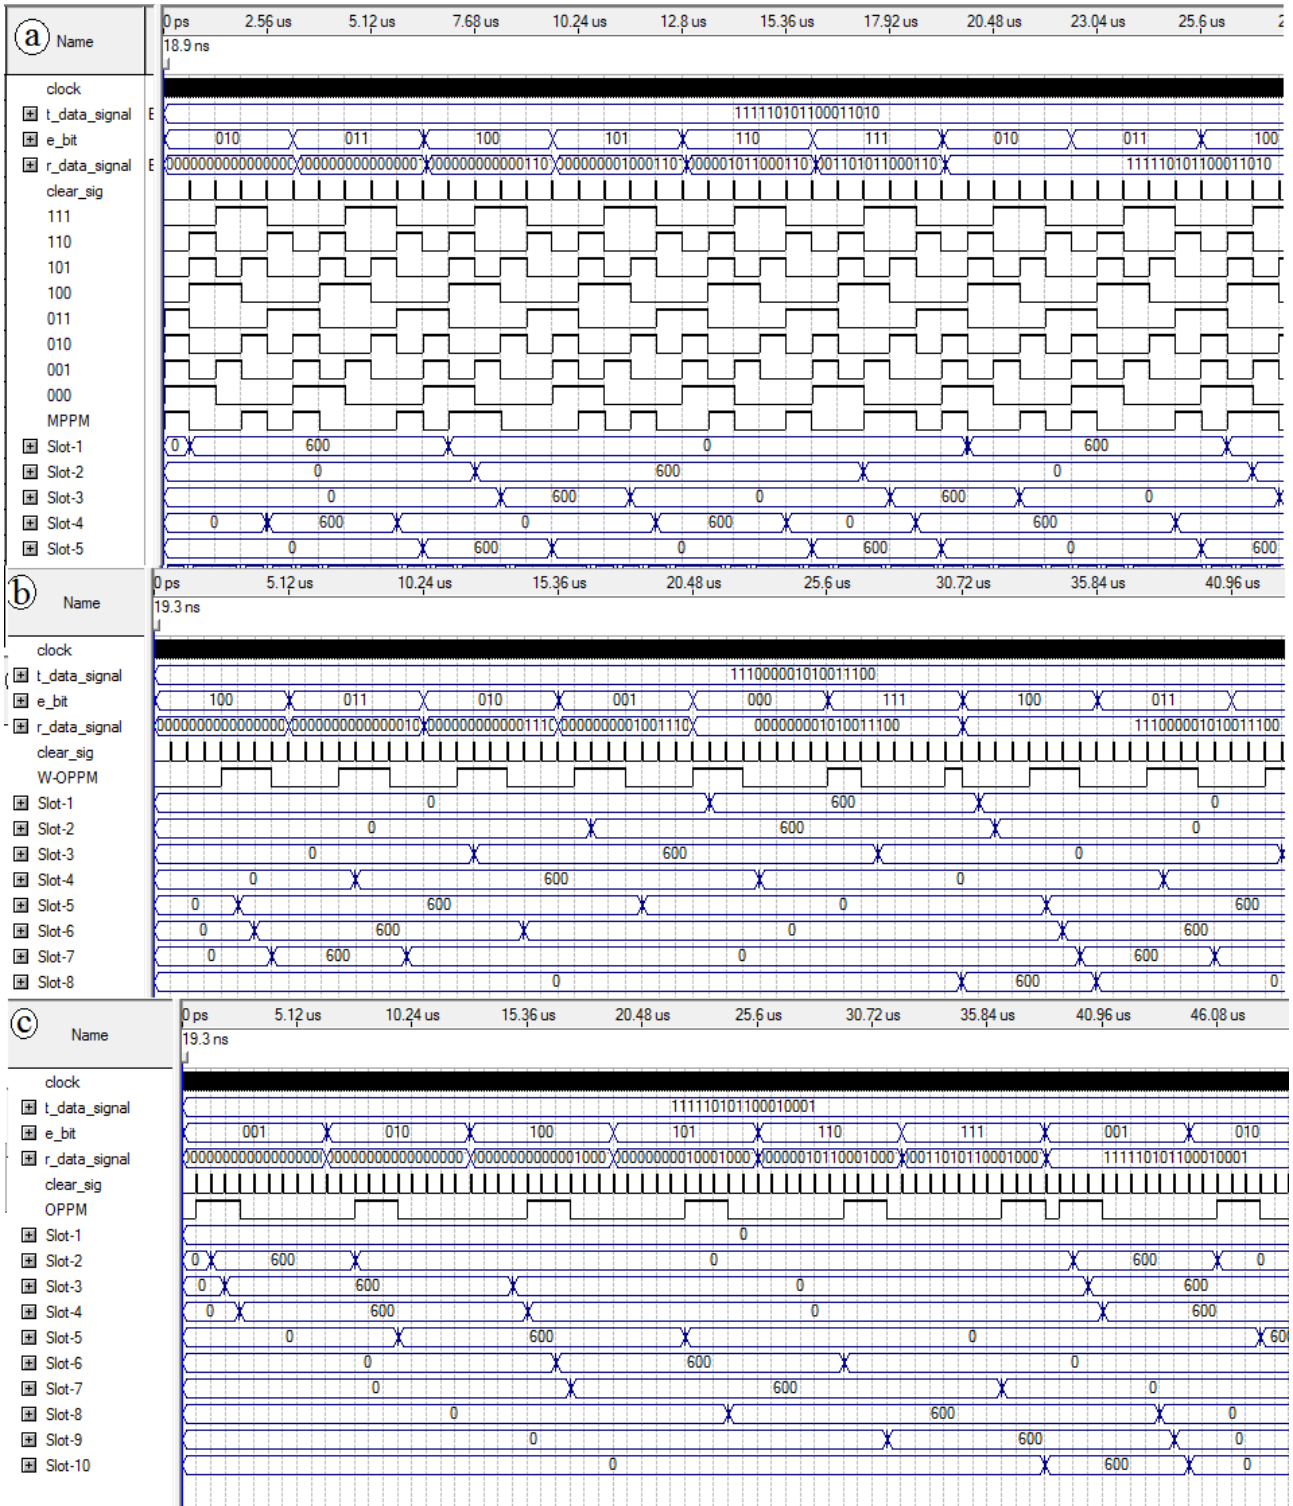 a Name 0 ps 2.56 us 5.12 us 7.68 us 10.24 us 12.8 us 15.36 us 17.92 us 20.48 us 23.04 us 25.6 us 2
18.9 ns
clock
t_data_signal 111110101100011010
e_bit 010 011 100 101 110 111 010 011 100
r_data_signal 111110101100011010
clear_sig
111
110
101
100
011
010
001
000
MPPM
Slot-1 0 600 0 600
Slot-2 0 600 0
Slot-3 0 600 0 600 0
Slot-4 0 600 0 600 0 600
Slot-5 0 600 0 600 0 600
b Name 0 ps 5.12 us 10.24 us 15.36 us 20.48 us 25.6 us 30.72 us 35.84 us 40.96 us
19.3 ns
clock
t_data_signal 111000001010011100
e_bit 100 011 010 001 000 111 100 011
r_data_signal 000000001010011100 111000001010011100
clear_sig
W-OPPM
Slot-1 0 600 0
Slot-2 0 600 0
Slot-3 0 600 0
Slot-4 0 600 0
Slot-5 0 600 0 600
Slot-6 0 600 0 600
Slot-7 0 600 0 600
Slot-8 0 600 0
c Name 0 ps 5.12 us 10.24 us 15.36 us 20.48 us 25.6 us 30.72 us 35.84 us 40.96 us 46.08 us
19.3 ns
clock
t_data_signal 111110101100010001
e_bit 001 010 100 101 110 111 001 010
r_data_signal 111110101100010001
clear_sig
OPPM
Slot-1 0
Slot-2 0 600 0 600 0
Slot-3 0 600 0 600
Slot-4 0 600 0 600
Slot-5 0 600 0 600
Slot-6 0 600 0
Slot-7 0 600 0
Slot-8 0 600 0
Slot-9 0 600 0
Slot-10 0 600 0